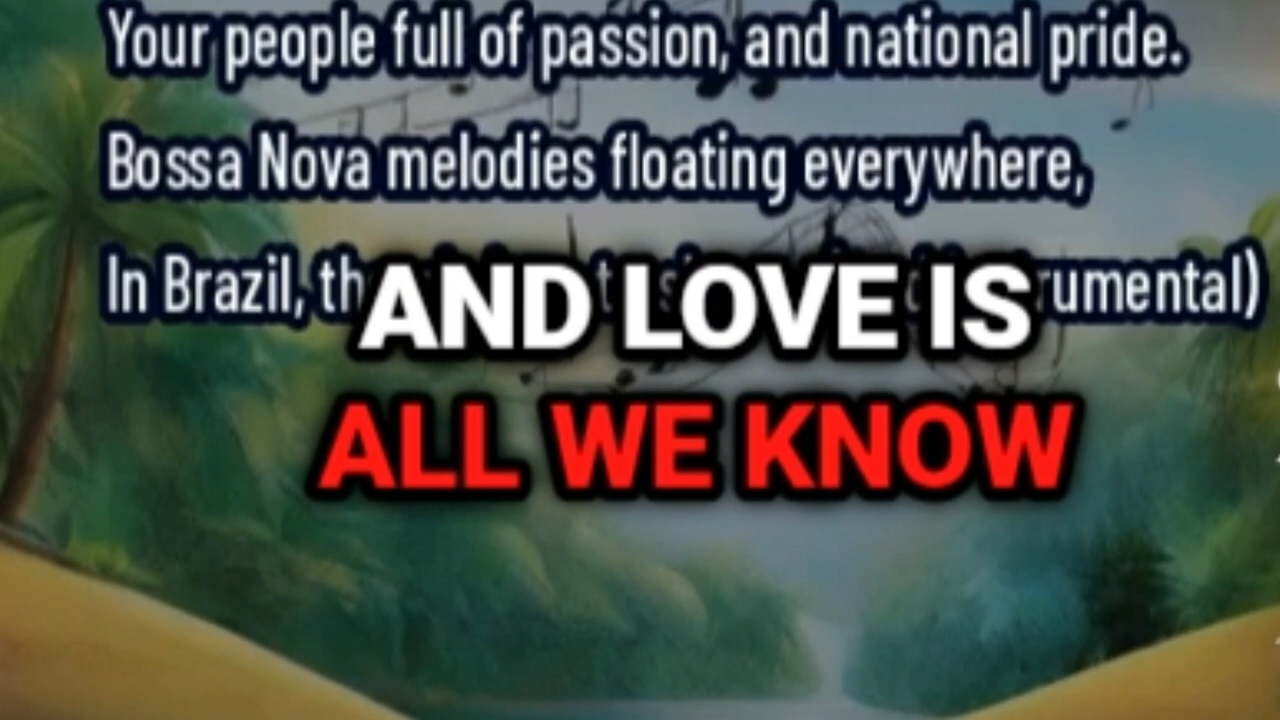 Your people full of passion, and national pride.
Bossa Nova melodies floating everywhere,
In Brazil, rumental)
AND LOVE IS
ALL WE KNOW